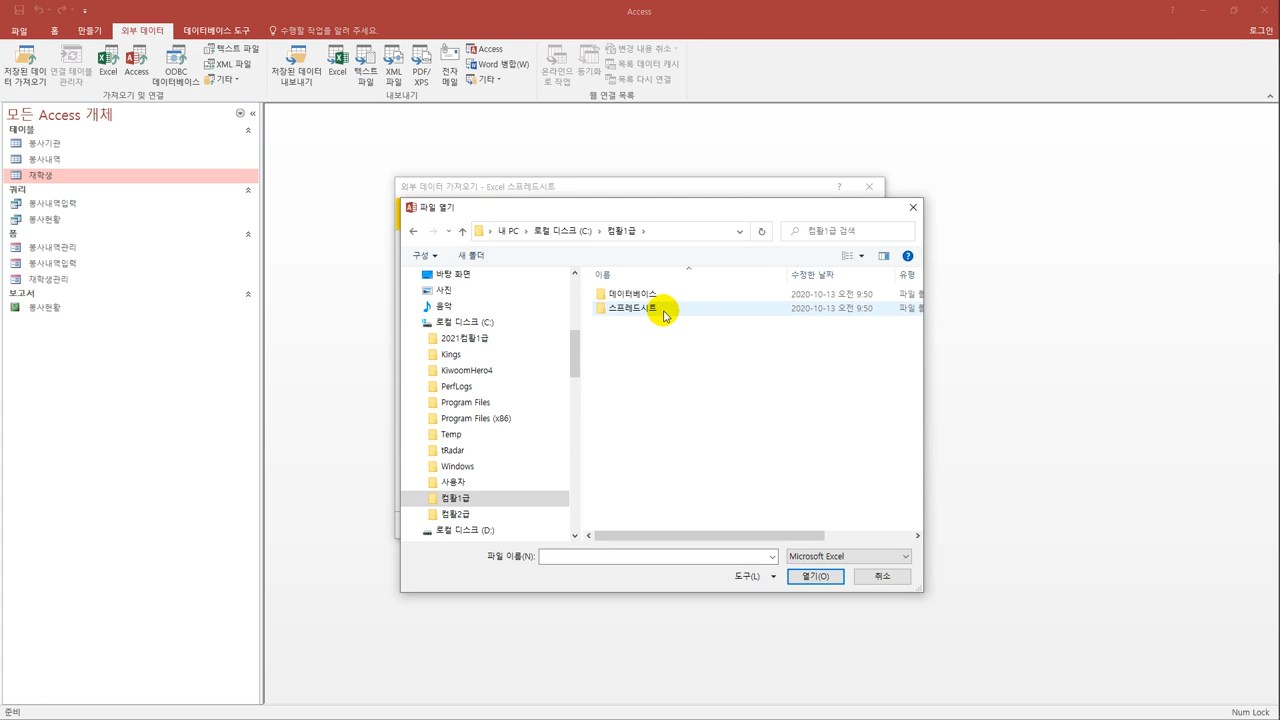 Access
파일 홈 만들기 외부 데이터 데이터베이스 도구 수행할 작업을 알려 주세요. 로그인
저장된 데이터 가져오기
연결 테이블 관리자
Excel
Access
ODBC 데이터베이스
텍스트 파일
XML 파일
기타
가져오기 및 연결
저장된 데이터 내보내기
Excel
텍스트 파일
XML 파일
PDF/XPS
전자 메일
Access
Word 병합(W)
기타
내보내기
온라인으로 작업
동기화
변경 내용 취소
목록 데이터 캐시
목록 다시 연결
웹 연결 목록
모든 Access 개체
테이블
봉사기관
봉사내역
재학생
쿼리
봉사내역입력
봉사현황
폼
봉사내역관리
봉사내역입력
재학생관리
보고서
봉사현황
외부 데이터 가져오기 - Excel 스프레드시트
파일 열기
내 PC › 로컬 디스크 (C:) › 컴활1급 ›
컴활1급 검색
구성 새 폴더
바탕 화면
사진
음악
로컬 디스크 (C:)
2021컴활1급
Kings
KiwoomHero4
PerfLogs
Program Files
Program Files (x86)
Temp
tRadar
Windows
사용자
컴활1급
컴활2급
로컬 디스크 (D:)
이름 수정한 날짜 유형
데이터베이스 2020-10-13 오전 9:50 파일 폴
스프레드시트 2020-10-13 오전 9:50 파일 폴
파일 이름(N): Microsoft Excel
도구(L) 열기(O) 취소
준비 Num Lock